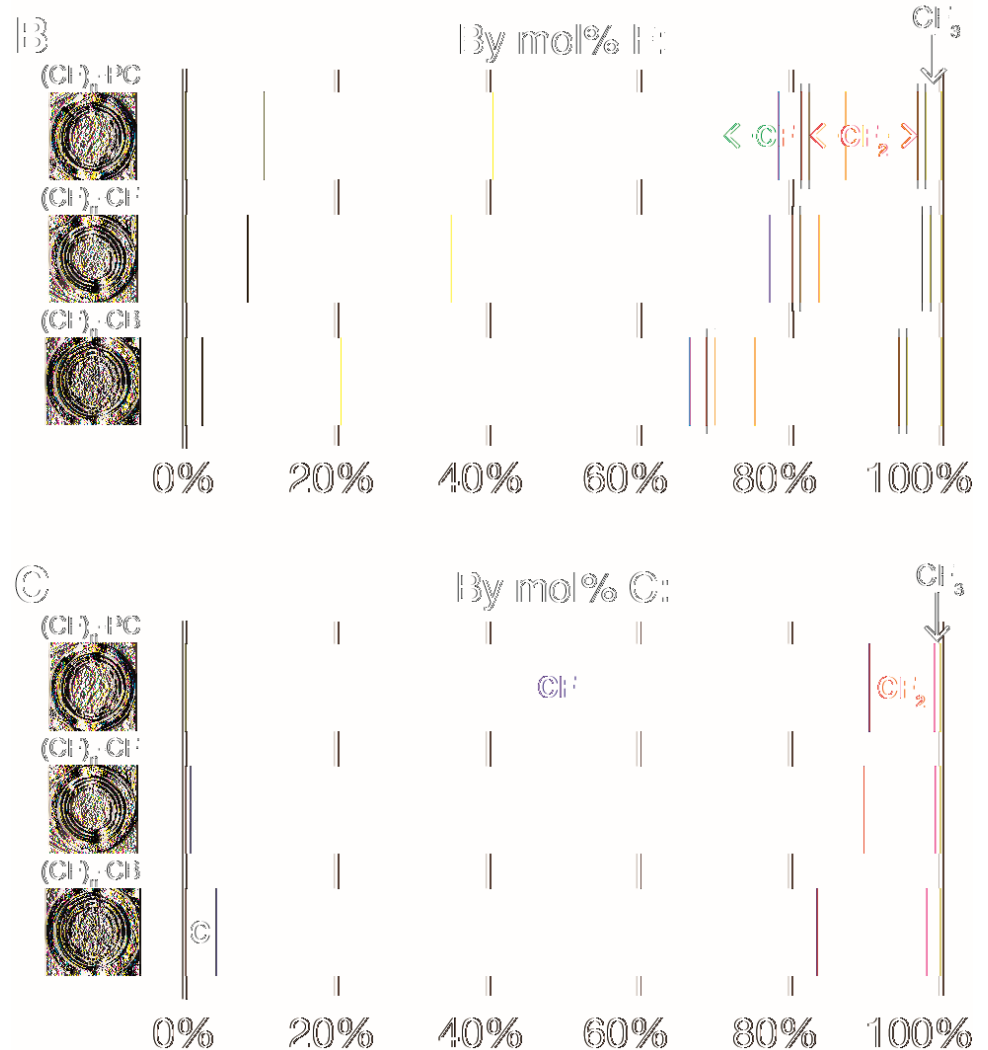 B
By mol% F:
CF₃
(CF)ₙ-PC
CF
CF₂
(CF)ₙ-CF
(CF)ₙ-CB
0% 20% 40% 60% 80% 100%
C
By mol% C:
CF₃
(CF)ₙ-PC
CF
CF₂
(CF)ₙ-CF
(CF)ₙ-CB
C
0% 20% 40% 60% 80% 100%